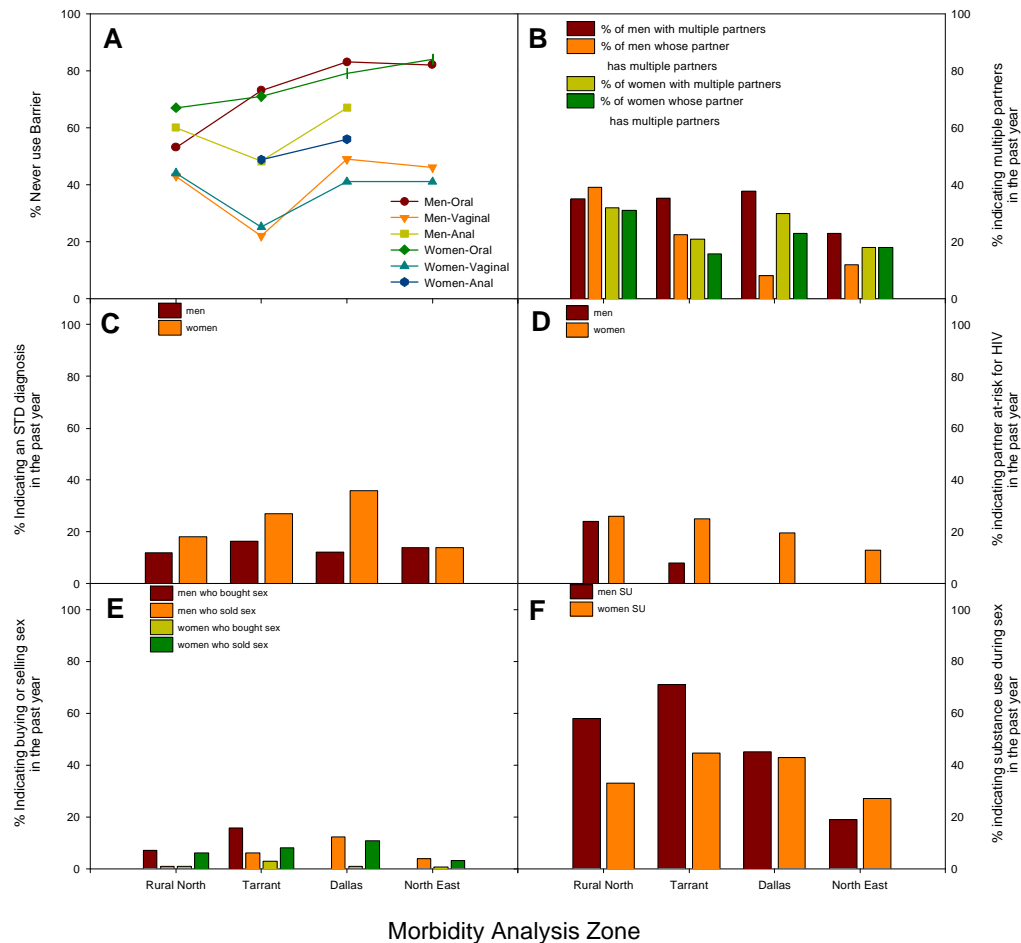 A
100
80
60
40
20
0
% Never use Barrier
Men-Oral
Men-Vaginal
Men-Anal
Women-Oral
Women-Vaginal
Women-Anal
B
% of men with multiple partners
% of men whose partner
has multiple partners
% of women with multiple partners
% of women whose partner
has multiple partners
100
80
60
40
20
0
% indicating multiple partners
in the past year
C
men
women
100
80
60
40
20
0
% Indicating an STD diagnosis
in the past year
D
men
women
100
80
60
40
20
0
% indicating partner at-risk for HIV
in the past year
E
men who bought sex
men who sold sex
women who bought sex
women who sold sex
100
80
60
40
20
0
% Indicating buying or selling sex
in the past year
Rural North
Tarrant
Dallas
North East
F
men SU
women SU
100
80
60
40
20
0
% indicating substance use during sex
in the past year
Rural North
Tarrant
Dallas
North East
Morbidity Analysis Zone